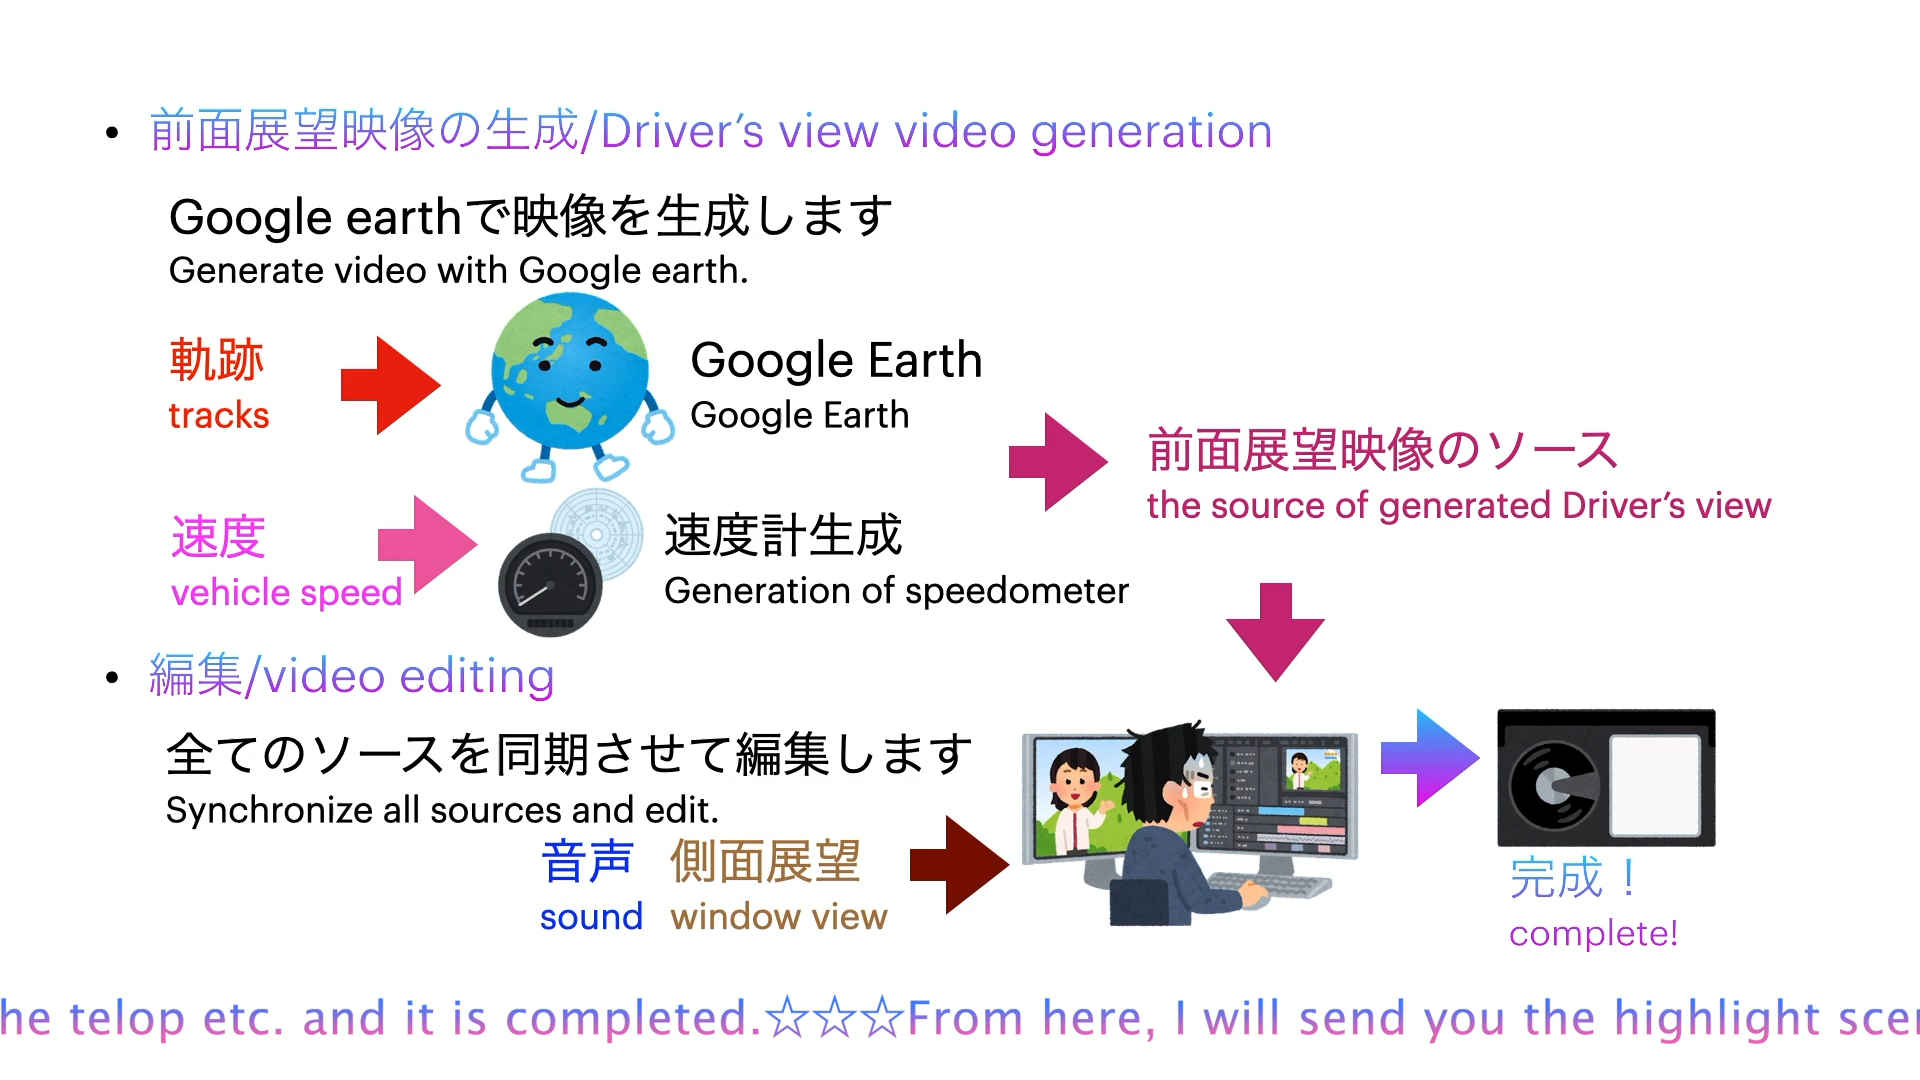 • 前面展望映像の生成/Driver’s view video generation
Google earthで映像を生成します
Generate video with Google earth.
軌跡
tracks
Google Earth
Google Earth
速度
vehicle speed
速度計生成
Generation of speedometer
前面展望映像のソース
the source of generated Driver’s view
• 編集/video editing
全てのソースを同期させて編集します
Synchronize all sources and edit.
音声
sound
側面展望
window view
完成！
complete!
he telop etc. and it is completed.☆☆☆From here, I will send you the highlight scen